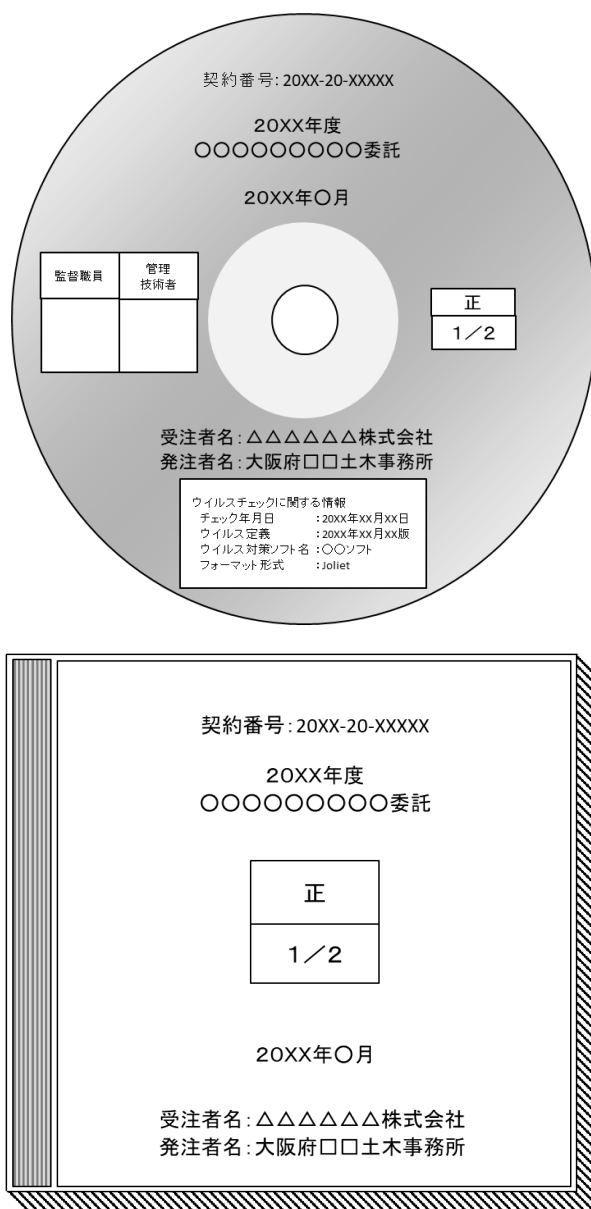 契約番号:20XX-20-XXXXX
20XX年度
○○○○○○○○○委託
20XX年○月
監督職員
管理
技術者
正
1／2
受注者名:△△△△△△株式会社
発注者名:大阪府□□土木事務所
ウイルスチェックに関する情報
チェック年月日 :20XX年XX月XX日
ウイルス定義 :20XX年XX月XX版
ウイルス対策ソフト名:○○ソフト
フォーマット形式 :Joliet
契約番号:20XX-20-XXXXX
20XX年度
○○○○○○○○○委託
正
1／2
20XX年○月
受注者名:△△△△△△株式会社
発注者名:大阪府□□土木事務所